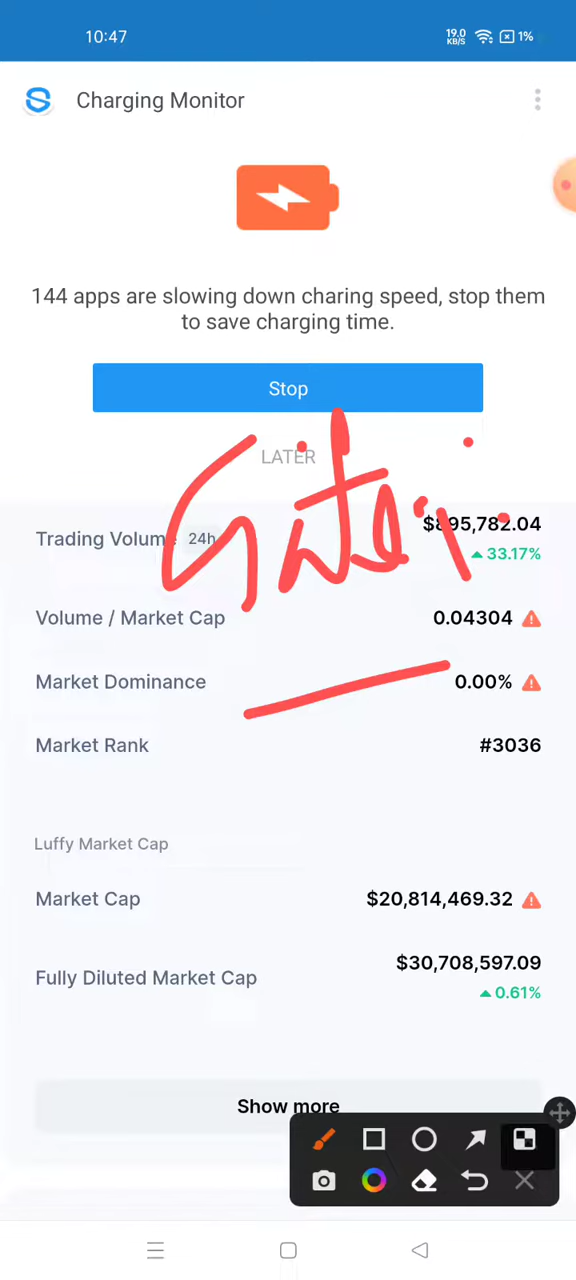 10:47
19.0 KB/S
1%
Charging Monitor
144 apps are slowing down charing speed, stop them
to save charging time.
Stop
LATER
Trading Volume 24h
$895,782.04
33.17%
Volume / Market Cap 0.04304
Market Dominance 0.00%
Market Rank #3036
Luffy Market Cap
Market Cap $20,814,469.32
Fully Diluted Market Cap
$30,708,597.09
0.61%
Show more